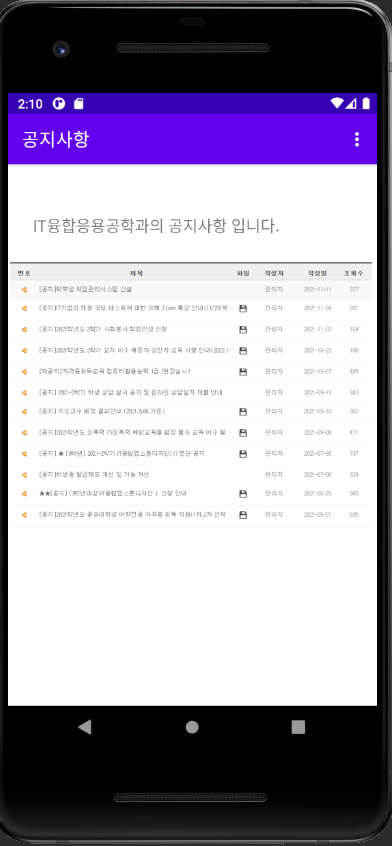 2:10
공지사항
IT융합응용공학과의 공지사항 입니다.
번호 제목 파일 작성자 작성일 조회수
[공지]학부생 학업관리시스템 신설 관리자 2021-11-11 227
[공지]IT기업의 채용 코딩 테스트에 대한 이해 Zoom 특강 안내(11/25(목… 관리자 2021-11-04 281
[공지]2021학년도 2학기 사회봉사 학점인정 신청 관리자 2021-11-03 164
[공지]2021학년도 2학기 교직 이수 예정자 성인지 교육 시행 안내(2022.1… 관리자 2021-10-22 198
[재공지]자격증취득교육 컴퓨터활용능력 1급 (현장실시) 관리자 2021-10-07 489
[공지] 2021-2학기 학생 상담 실시 공지 및 온라인 상담일지 제출 안내 관리자 2021-09-13 343
[공지] 지도교수 배정 결과안내 (2021.9.08.기준) 관리자 2021-09-10 362
[공지]2021학년도 성폭력·가정폭력 예방교육 법정 필수 교육 이수 필… 관리자 2021-09-08 471
[공지] ★ [3학년] 2021-2학기 IT융합캡스톤디자인(1) 명단 공지 관리자 2021-07-30 797
[공지]학생증 발급제도 개선 및 기능 개선 관리자 2021-07-06 324
★★[공지] (3학년대상)IT융합캡스톤디자인 I 신청 안내 관리자 2021-06-29 949
[공지]2021학년도 공과대학생 어학전공 자격증 취득 지원(1차,2차 선착… 관리자 2021-05-07 695